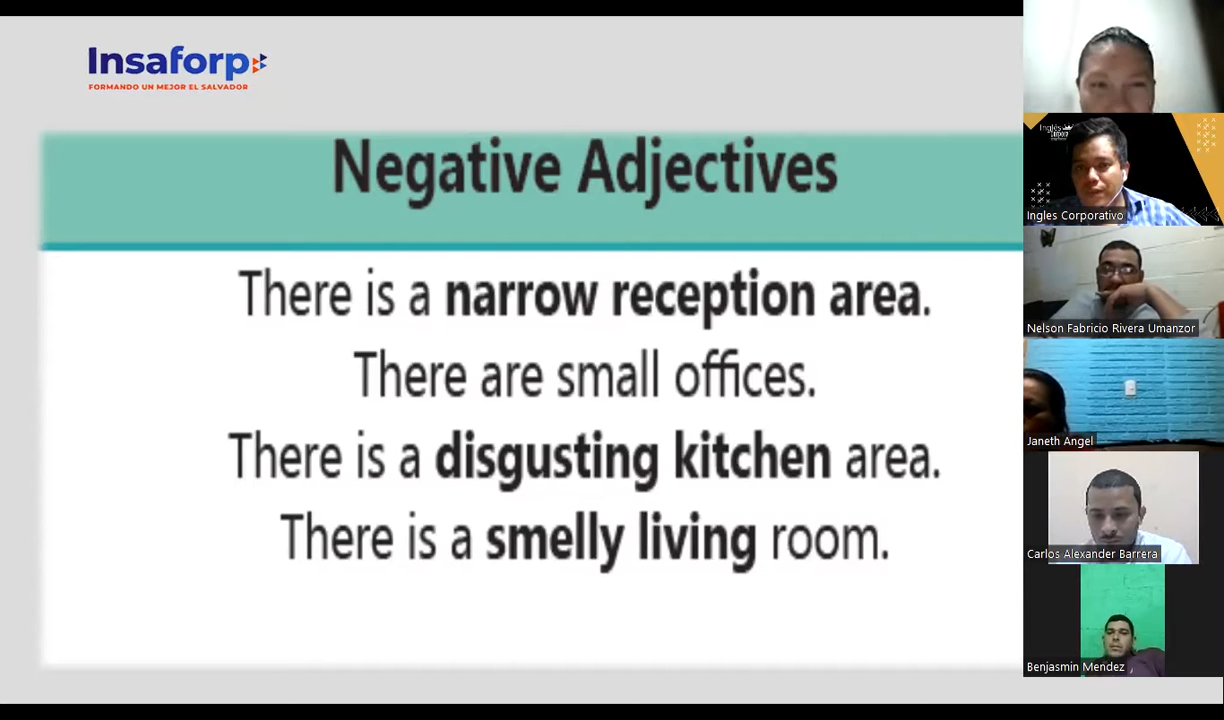 Insaforp
FORMANDO UN MEJOR EL SALVADOR
Negative Adjectives
There is a narrow reception area.
There are small offices.
There is a disgusting kitchen area.
There is a smelly living room.
Inglés
Ingles Corporativo
Nelson Fabricio Rivera Umanzor
Janeth Angel
Carlos Alexander Barrera
Benjasmin Mendez